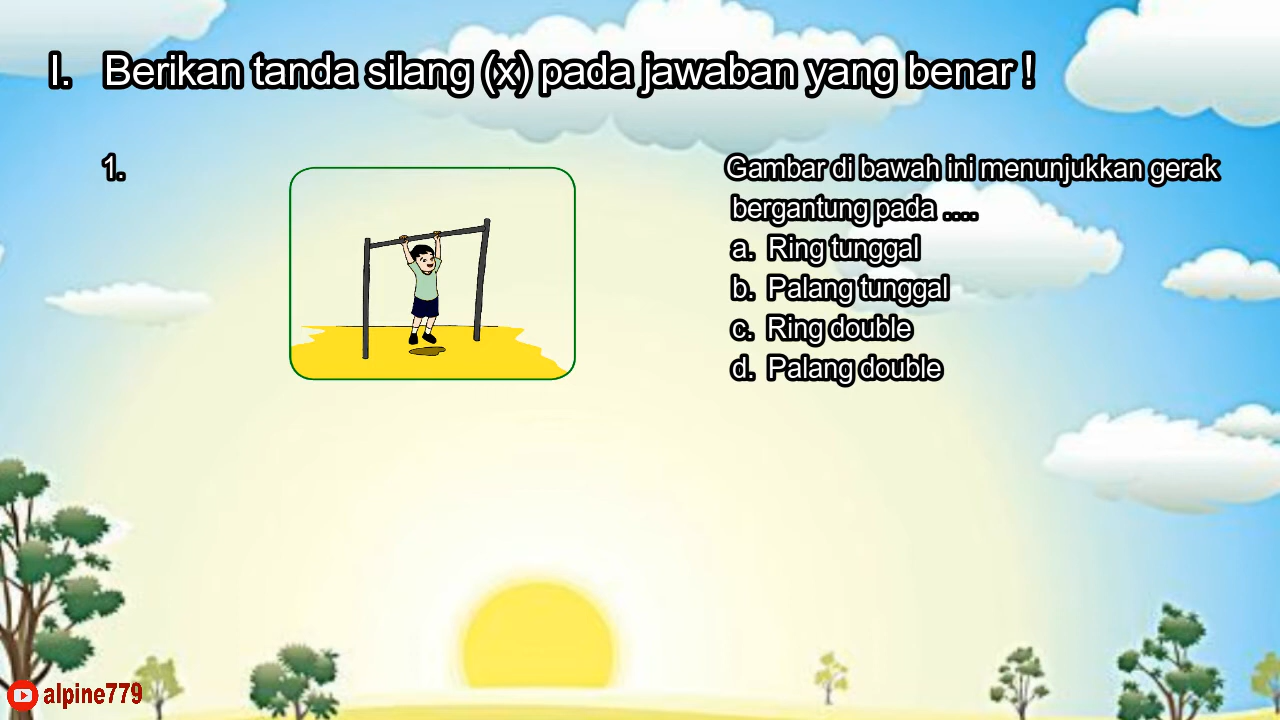 I. Berikan tanda silang (x) pada jawaban yang benar !
1.
Gambar di bawah ini menunjukkan gerak
bergantung pada ....
a. Ring tunggal
b. Palang tunggal
c. Ring double
d. Palang double
alpine779